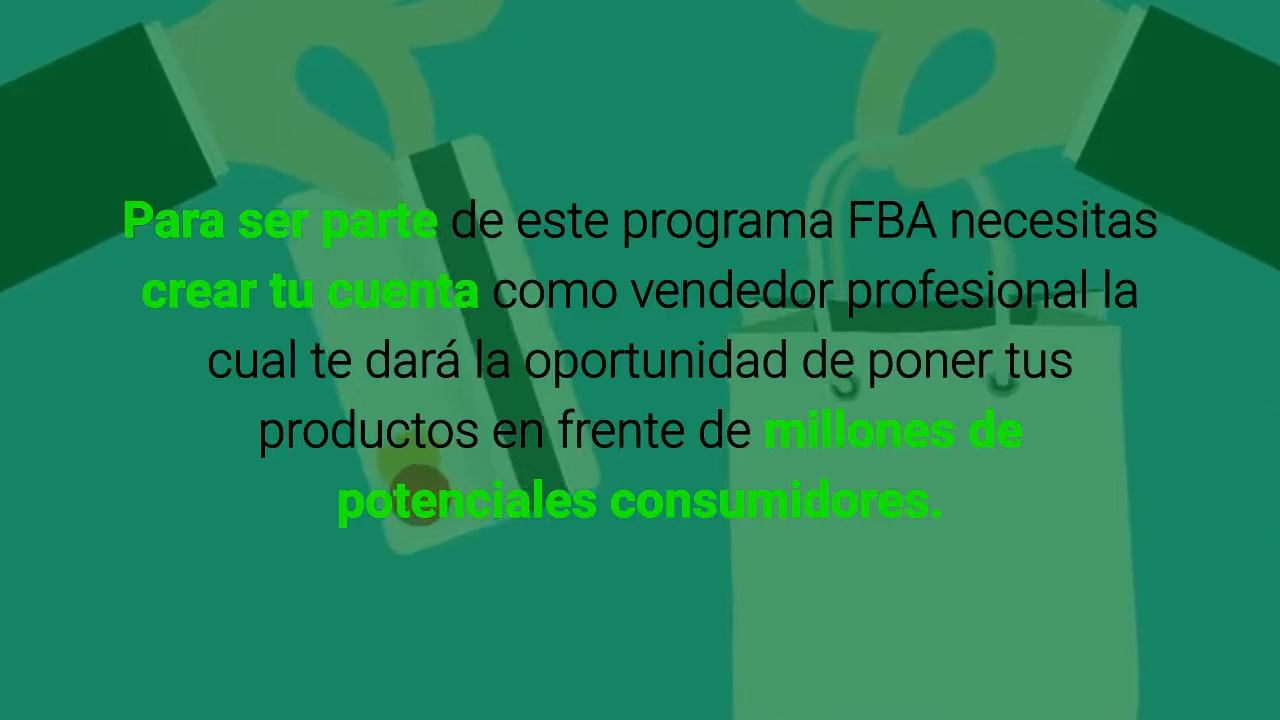 Para ser parte de este programa FBA necesitas
crear tu cuenta como vendedor profesional la
cual te dará la oportunidad de poner tus
productos en frente de millones de
potenciales consumidores.